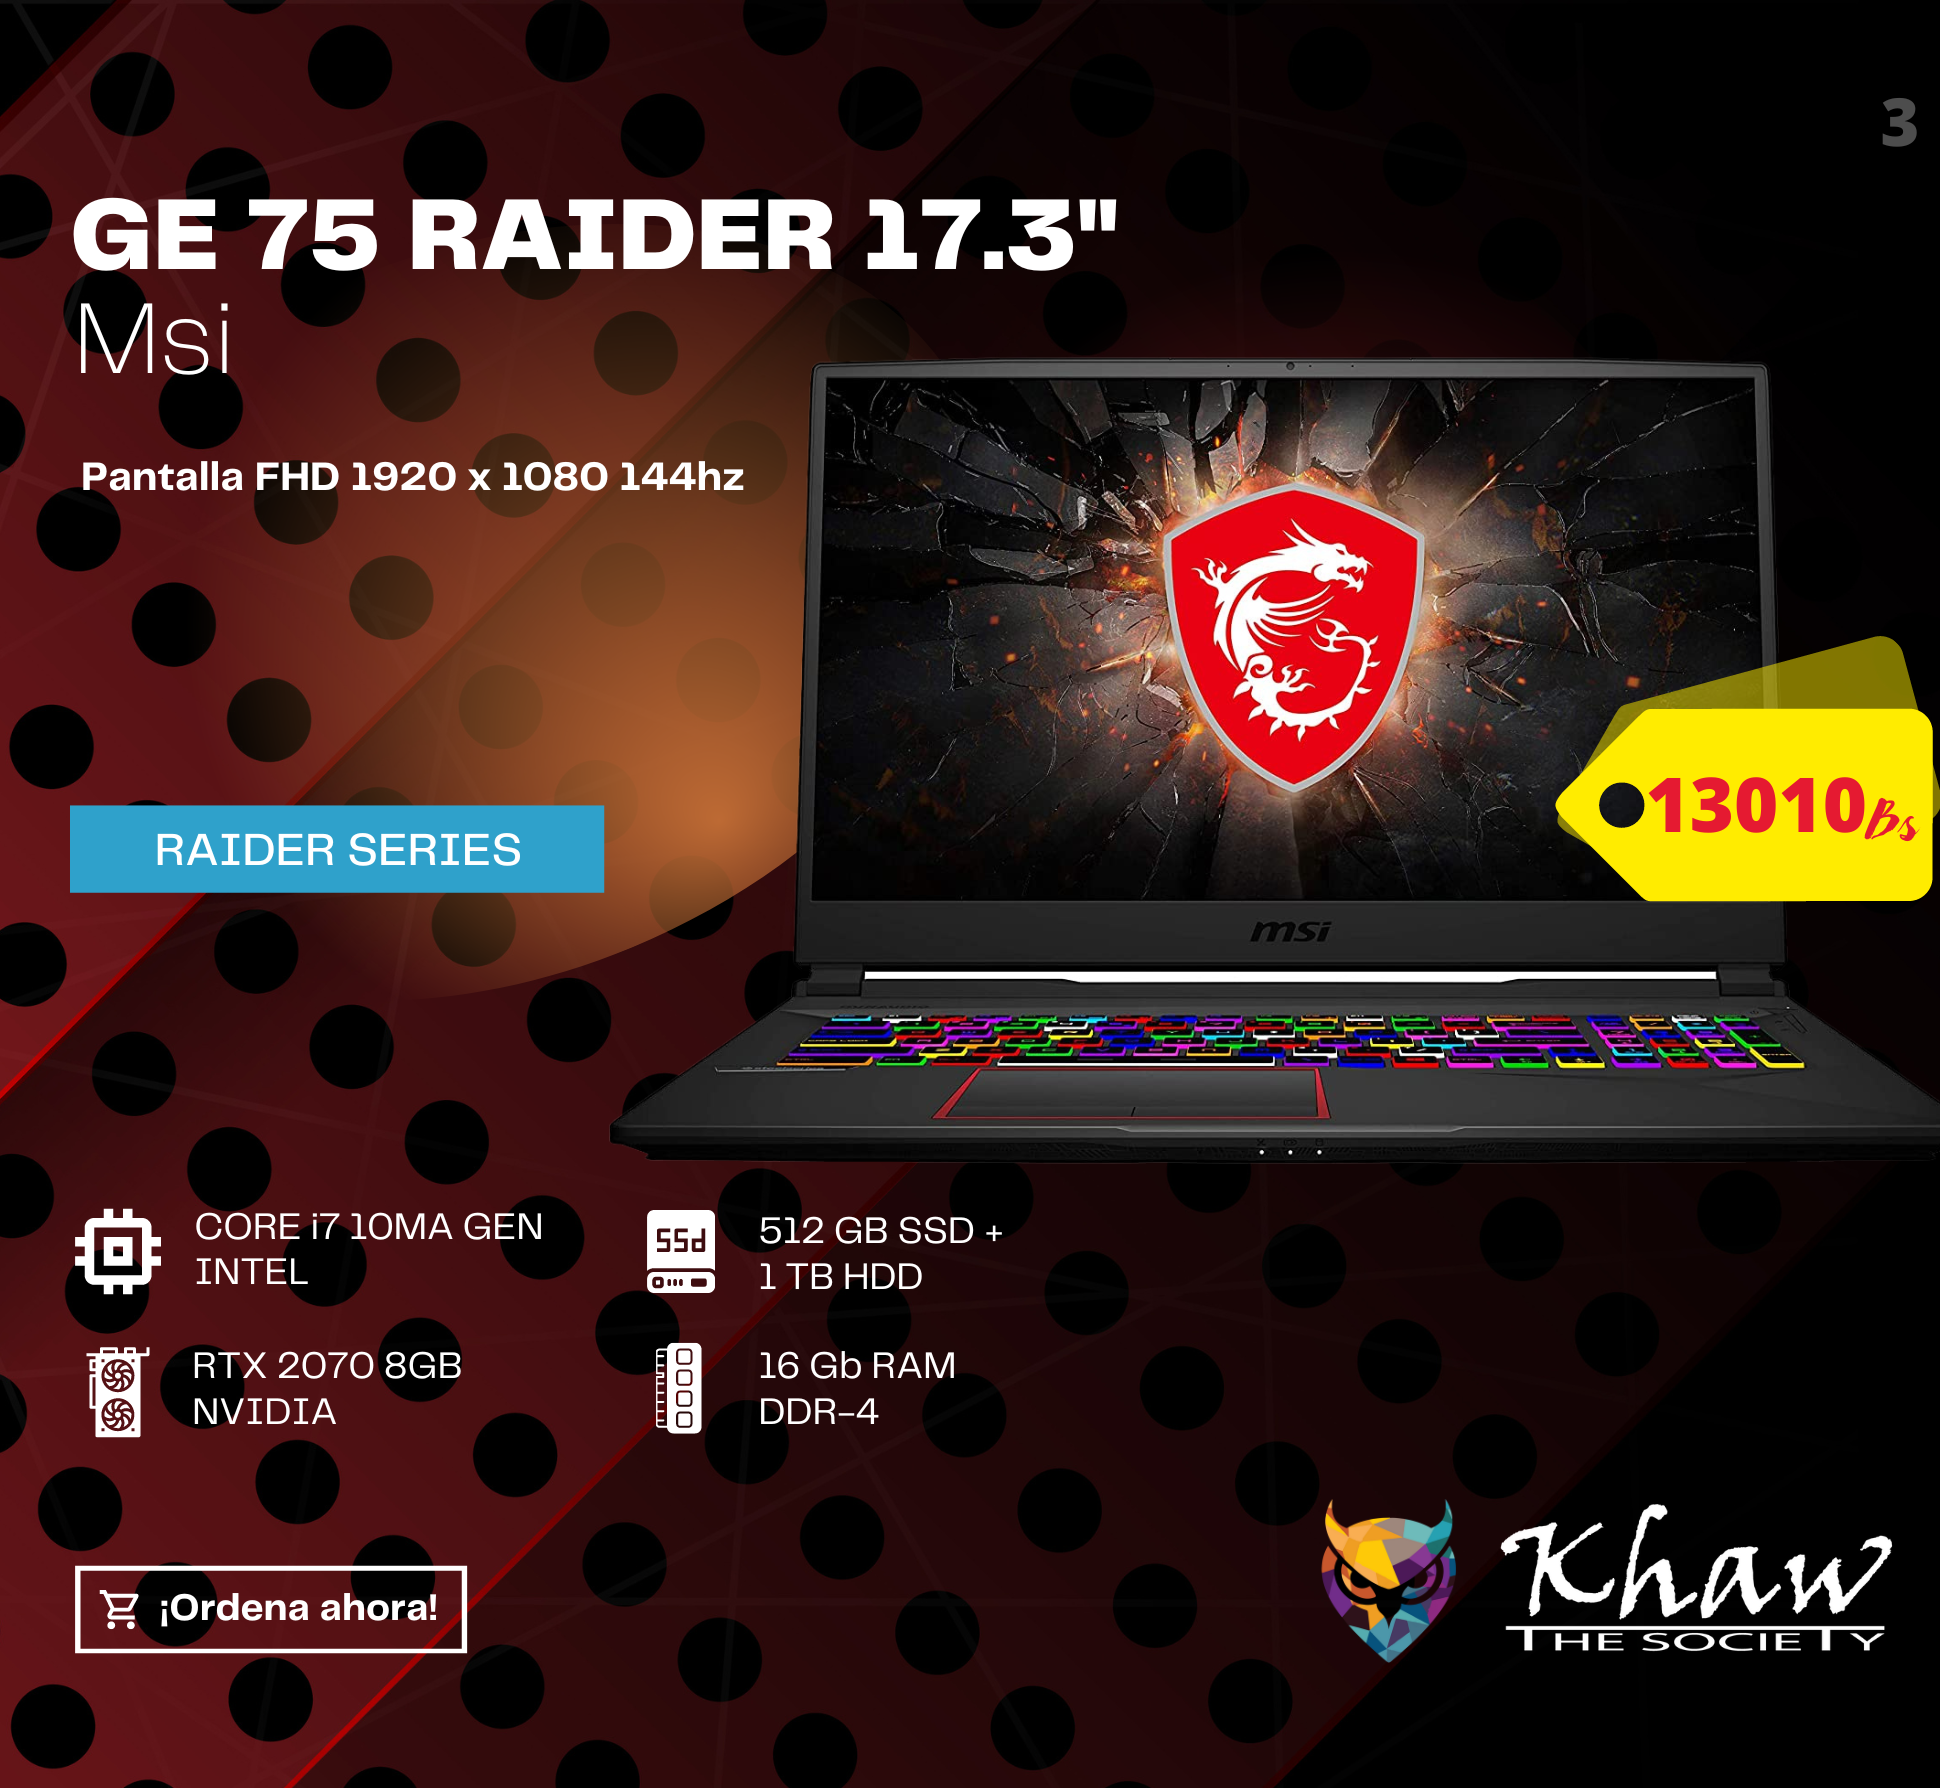 3
GE 75 RAIDER 17.3"
Msi
Pantalla FHD 1920 x 1080 144hz
13010Bs
RAIDER SERIES
msi
CORE i7 10MA GEN
INTEL
ssd
512 GB SSD +
1 TB HDD
RTX 2070 8GB
NVIDIA
16 Gb RAM
DDR-4
¡Ordena ahora!
Khaw
THE SOCIETY